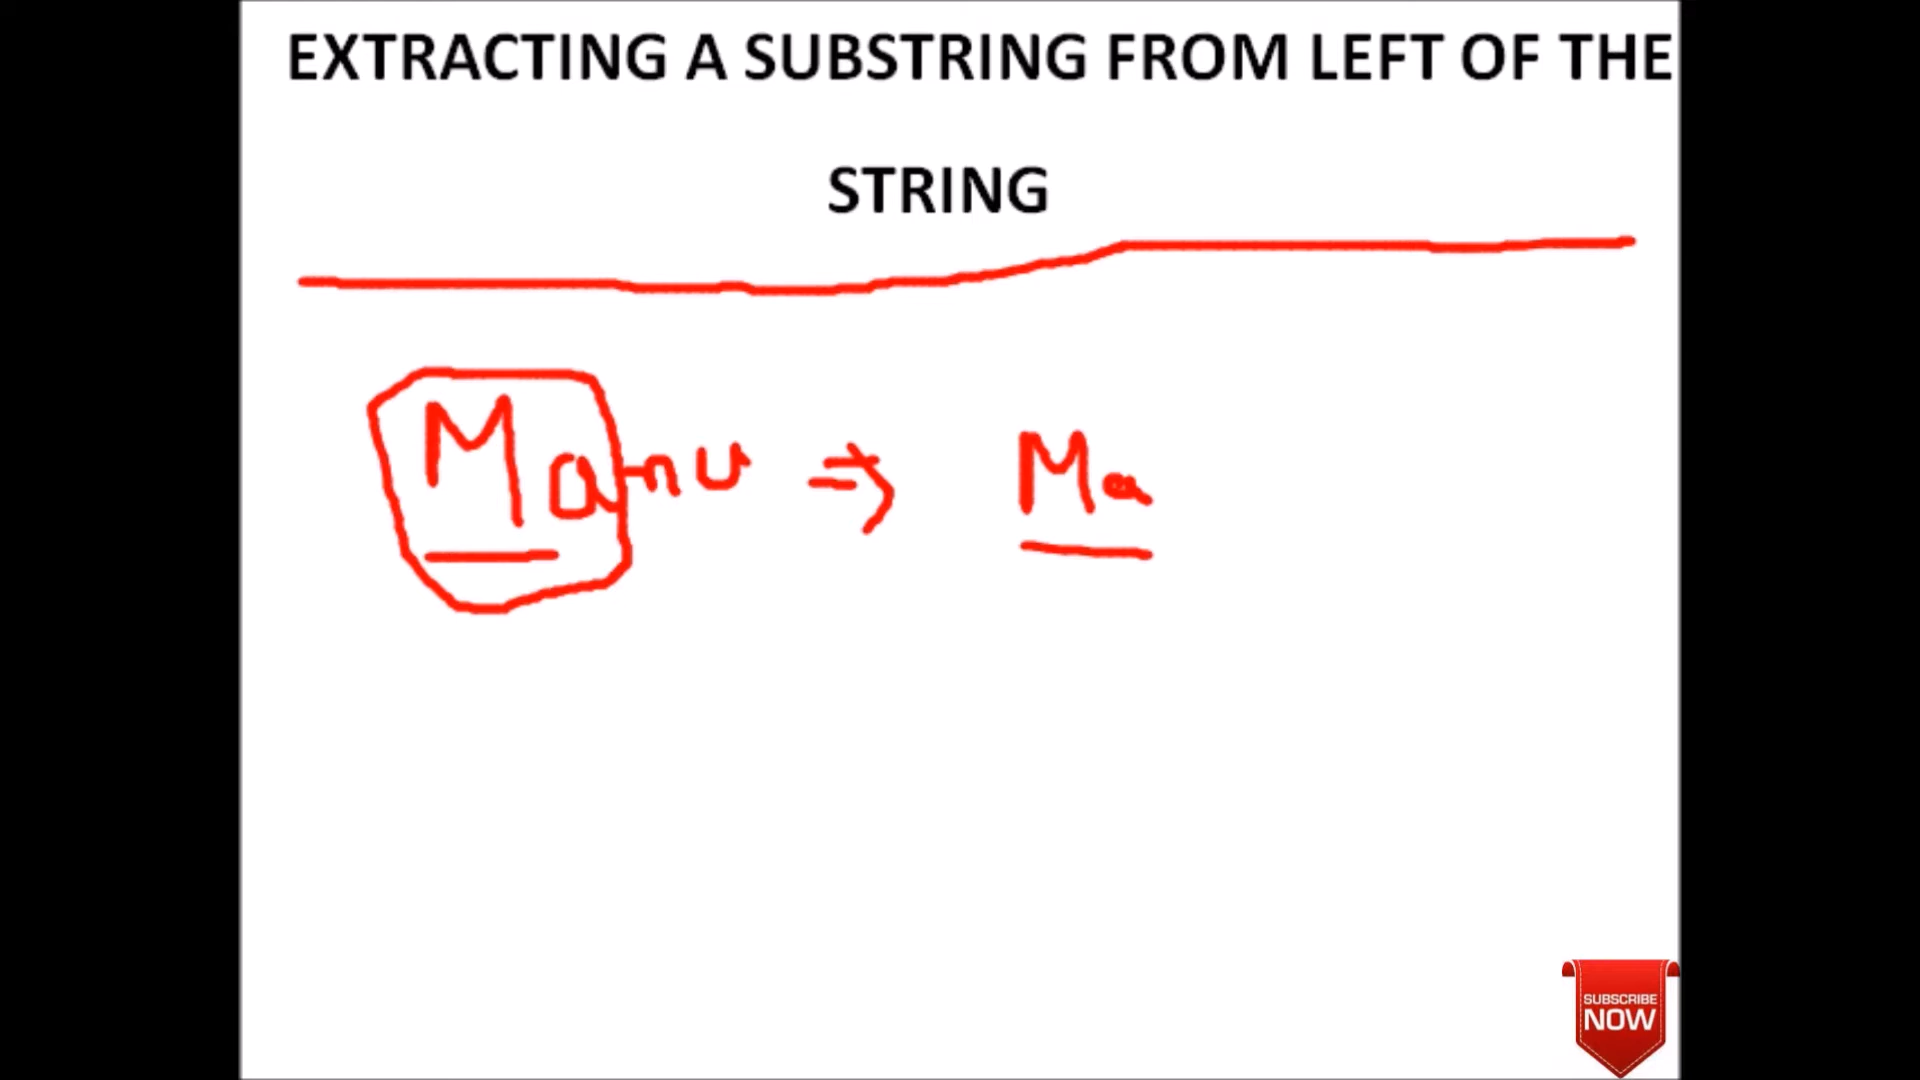 EXTRACTING A SUBSTRING FROM LEFT OF THE
STRING
Manu ⇒ Ma
SUBSCRIBE
NOW